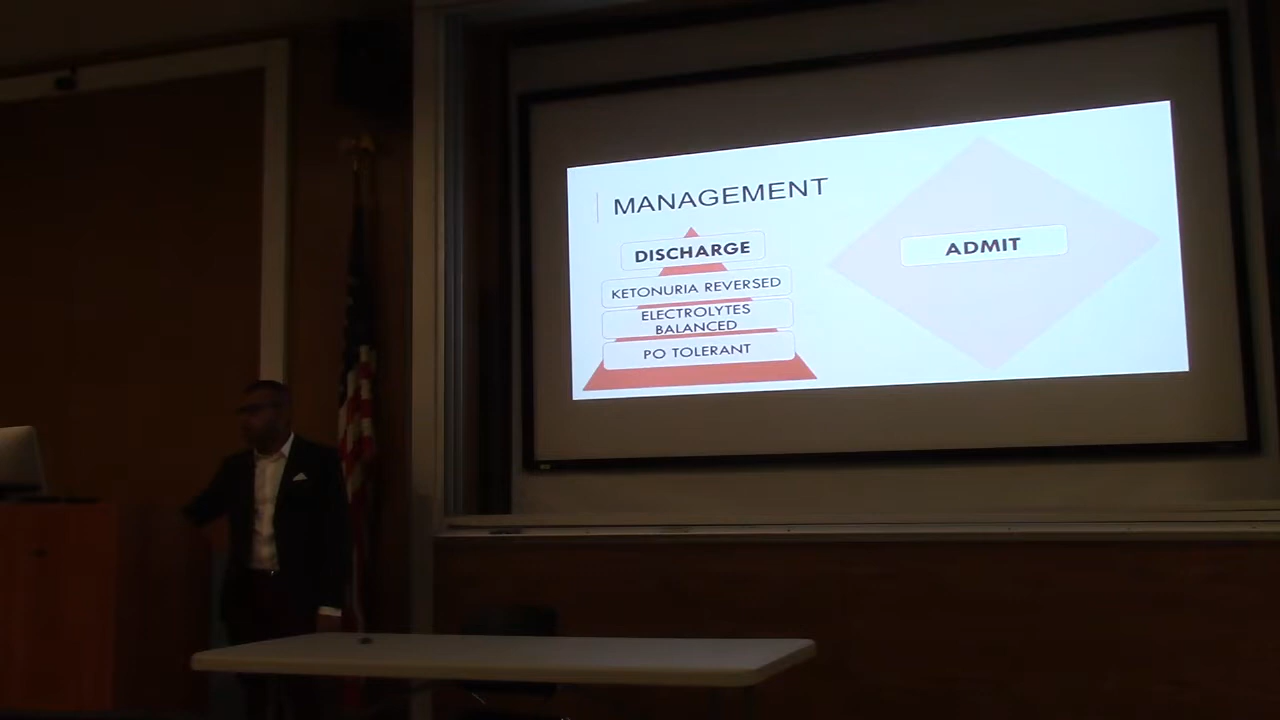 MANAGEMENT
DISCHARGE
KETONURIA REVERSED
ELECTROLYTES
BALANCED
PO TOLERANT
ADMIT